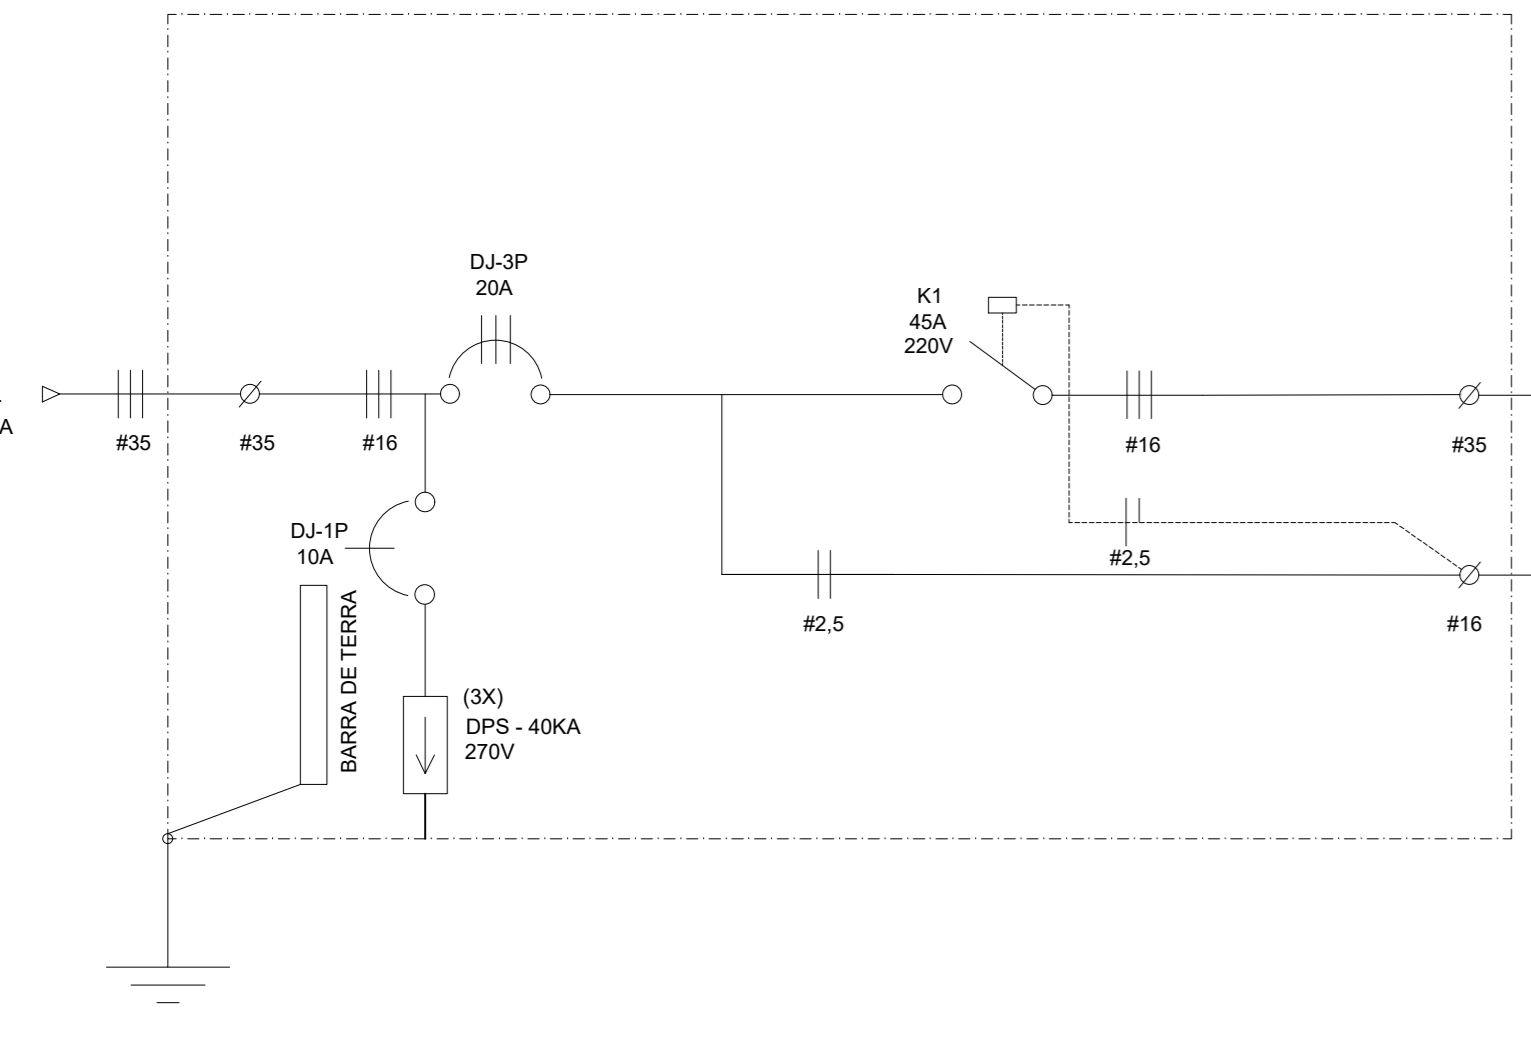 DJ-3P
20A
K1
45A
220V
A
#35
#35
#16
#16
#35
DJ-1P
10A
#2,5
#2,5
#16
BARRA DE TERRA
(3X)
DPS - 40KA
270V